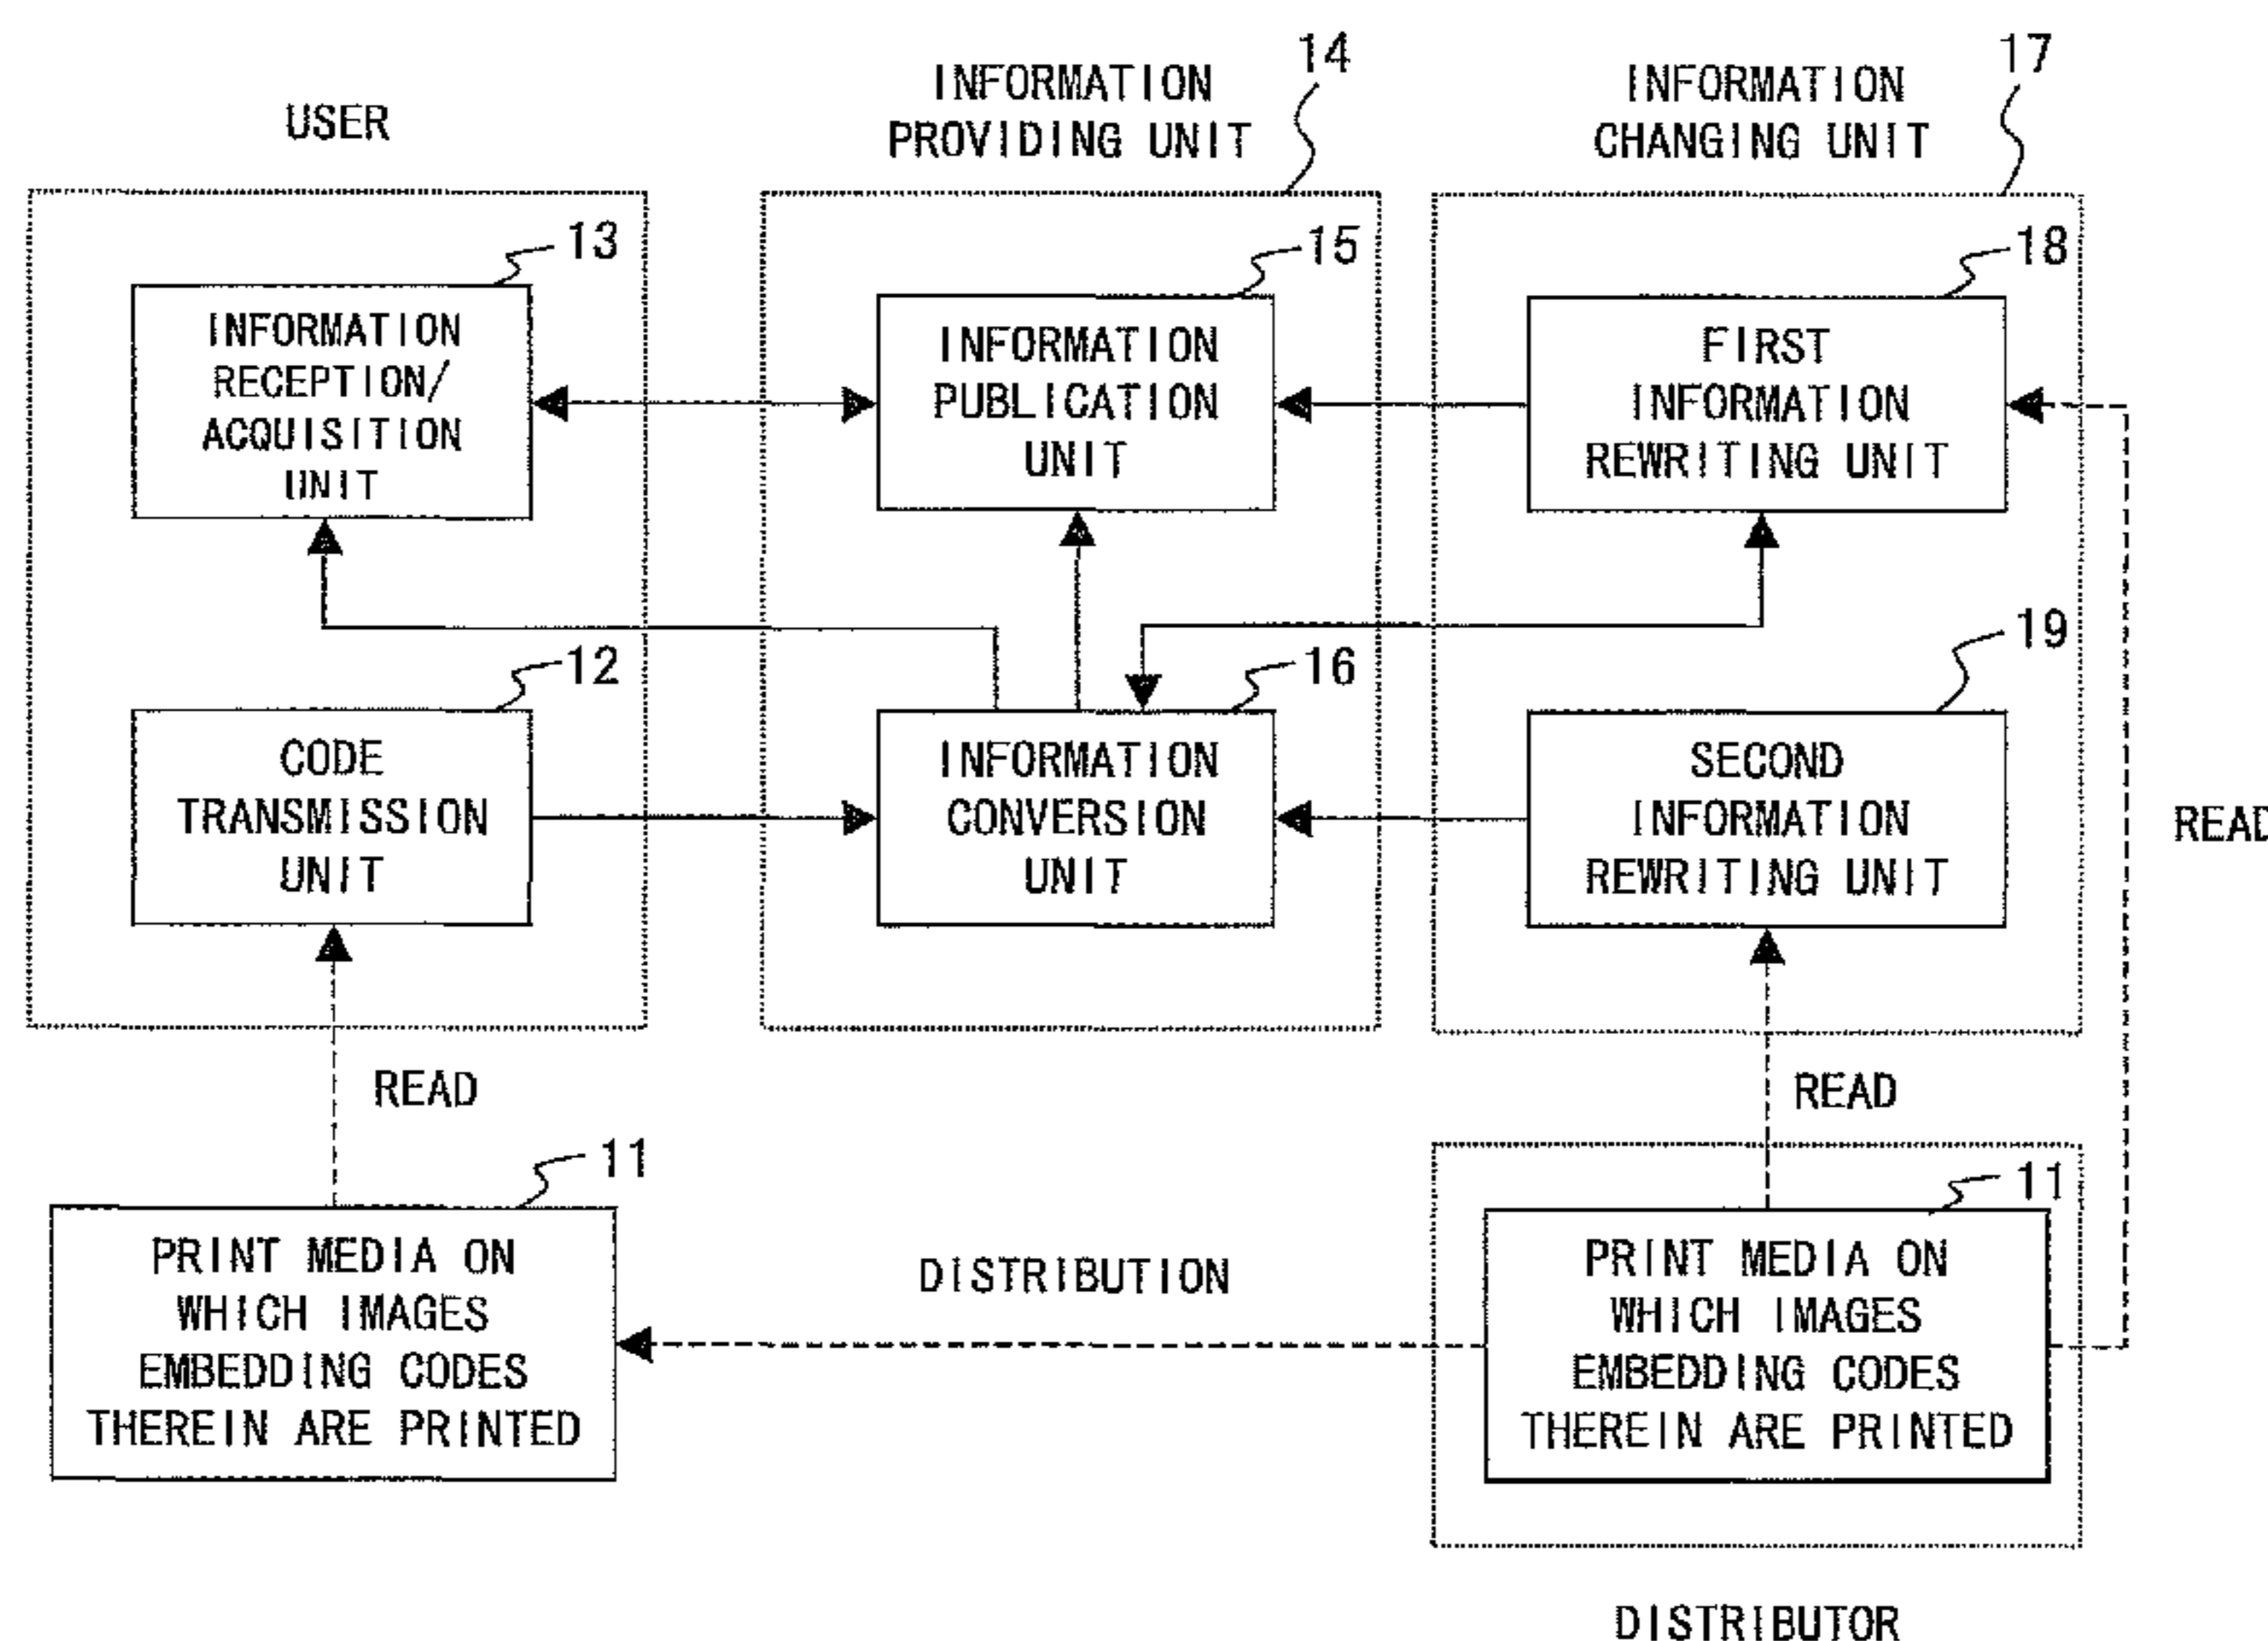 USER
INFORMATION
PROVIDING UNIT
14
INFORMATION
CHANGING UNIT
17
13
INFORMATION
RECEPTION/
ACQUISITION
UNIT
15
INFORMATION
PUBLICATION
UNIT
18
FIRST
INFORMATION
REWRITING UNIT
12
CODE
TRANSMISSION
UNIT
16
INFORMATION
CONVERSION
UNIT
19
SECOND
INFORMATION
REWRITING UNIT
READ
READ
READ
11
PRINT MEDIA ON
WHICH IMAGES
EMBEDDING CODES
THEREIN ARE PRINTED
DISTRIBUTION
11
PRINT MEDIA ON
WHICH IMAGES
EMBEDDING CODES
THEREIN ARE PRINTED
DISTRIBUTOR